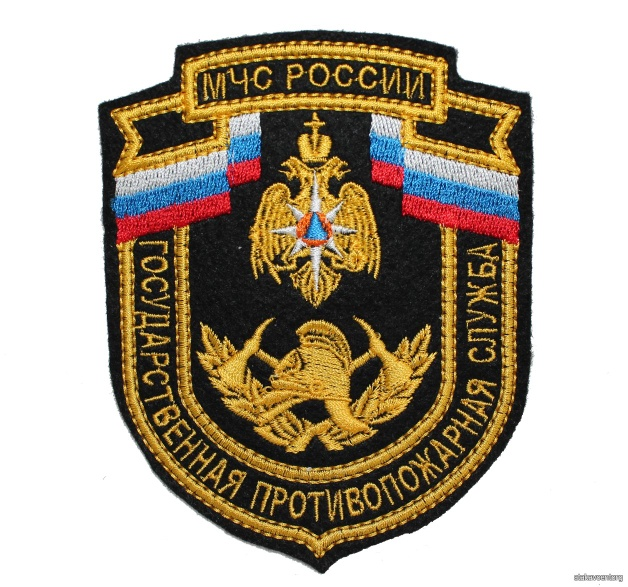 МЧС РОССИИ
ГОСУДАРСТВЕННАЯ ПРОТИВОПОЖАРНАЯ СЛУЖБА